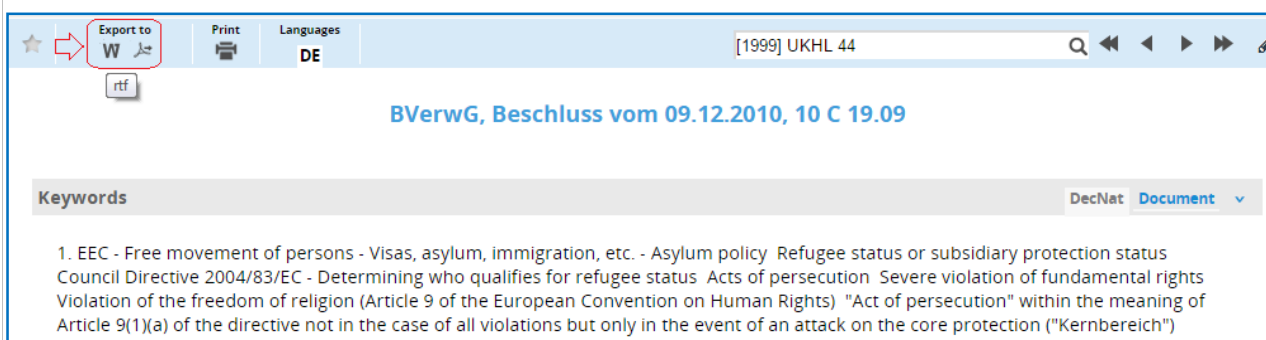 Export to
Print
Languages
W
DE
[1999] UKHL 44
rtf
BVerwG, Beschluss vom 09.12.2010, 10 C 19.09
Keywords
DecNat Document
1. EEC - Free movement of persons - Visas, asylum, immigration, etc. - Asylum policy Refugee status or subsidiary protection status
Council Directive 2004/83/EC - Determining who qualifies for refugee status Acts of persecution Severe violation of fundamental rights
Violation of the freedom of religion (Article 9 of the European Convention on Human Rights) "Act of persecution" within the meaning of
Article 9(1)(a) of the directive not in the case of all violations but only in the event of an attack on the core protection ("Kernbereich")